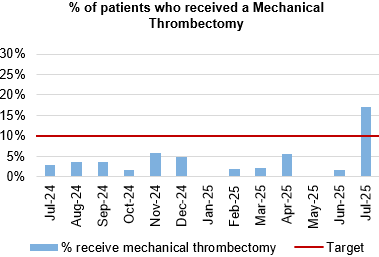 % of patients who received a Mechanical
Thrombectomy
30%
25%
20%
15%
10%
5%
0%
Jul-24
Aug-24
Sep-24
Oct-24
Nov-24
Dec-24
Jan-25
Feb-25
Mar-25
Apr-25
May-25
Jun-25
Jul-25
% receive mechanical thrombectomy
Target